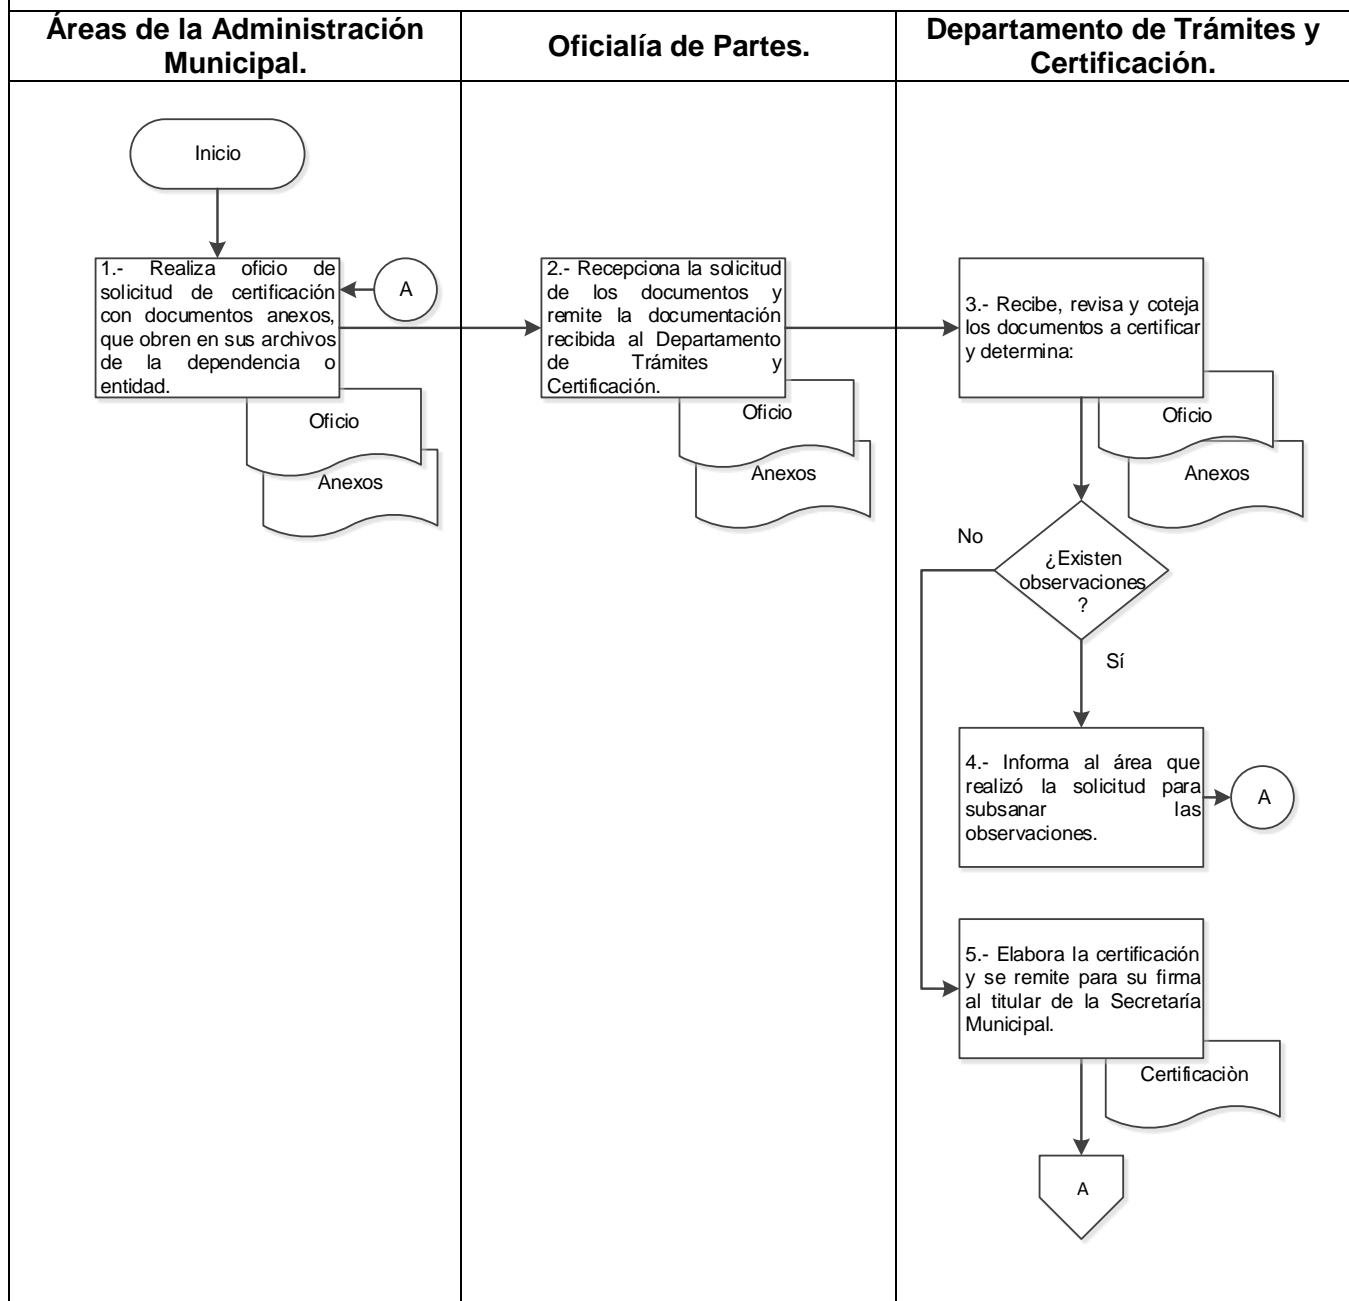 Áreas de la Administración
Municipal.
Oficialía de Partes.
Departamento de Trámites y
Certificación.
Inicio
1.- Realiza oficio de
solicitud de certificación
con documentos anexos,
que obren en sus archivos
de la dependencia o
entidad.
A
Oficio
Anexos
2.- Recepciona la solicitud
de los documentos y
remite la documentación
recibida al Departamento
de Trámites y
Certificación.
Oficio
Anexos
3.- Recibe, revisa y coteja
los documentos a certificar
y determina:
Oficio
Anexos
No
¿Existen
observaciones
?
Sí
4.- Informa al área que
realizó la solicitud para
subsanar las
observaciones.
A
5.- Elabora la certificación
y se remite para su firma
al titular de la Secretaría
Municipal.
Certificaciòn
A